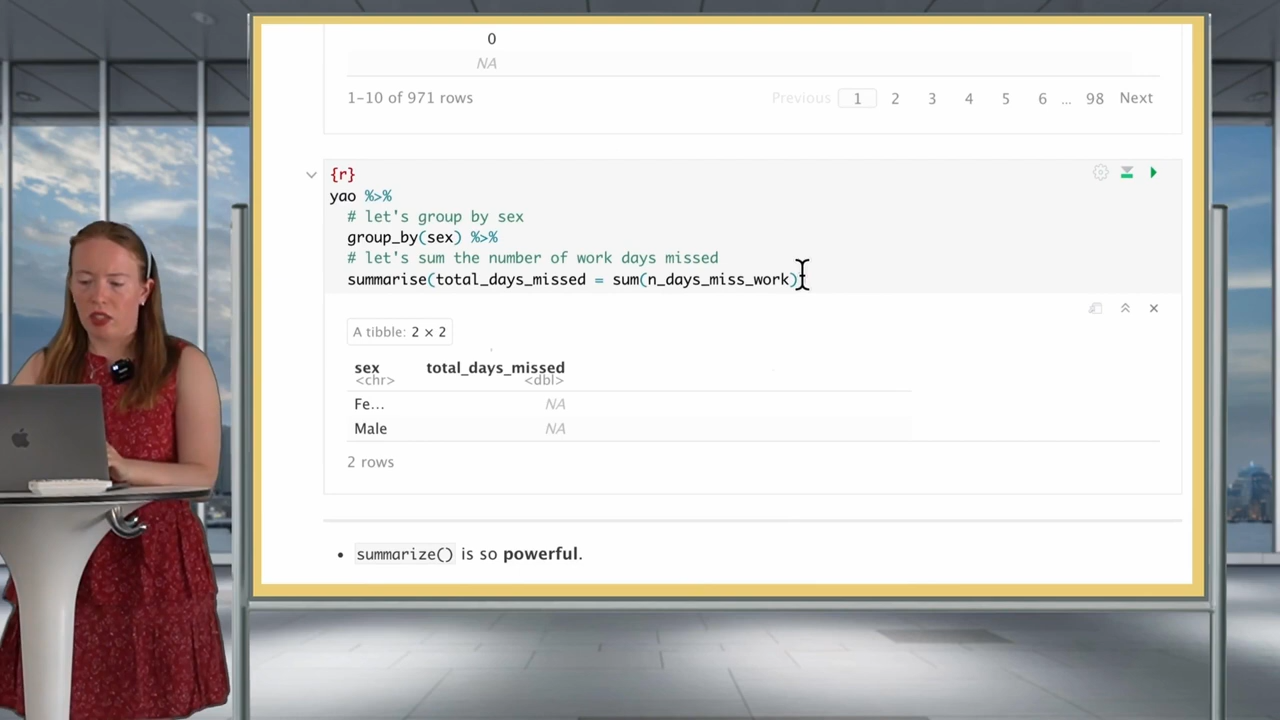 0
NA
1–10 of 971 rows Previous 1 2 3 4 5 6 ... 98 Next
{r}
yao %>%
# let's group by sex
group_by(sex) %>%
# let's sum the number of work days missed
summarise(total_days_missed = sum(n_days_miss_work))
A tibble: 2 × 2
sex total_days_missed
<chr> <dbl>
Fe... NA
Male NA
2 rows
• summarize() is so powerful.